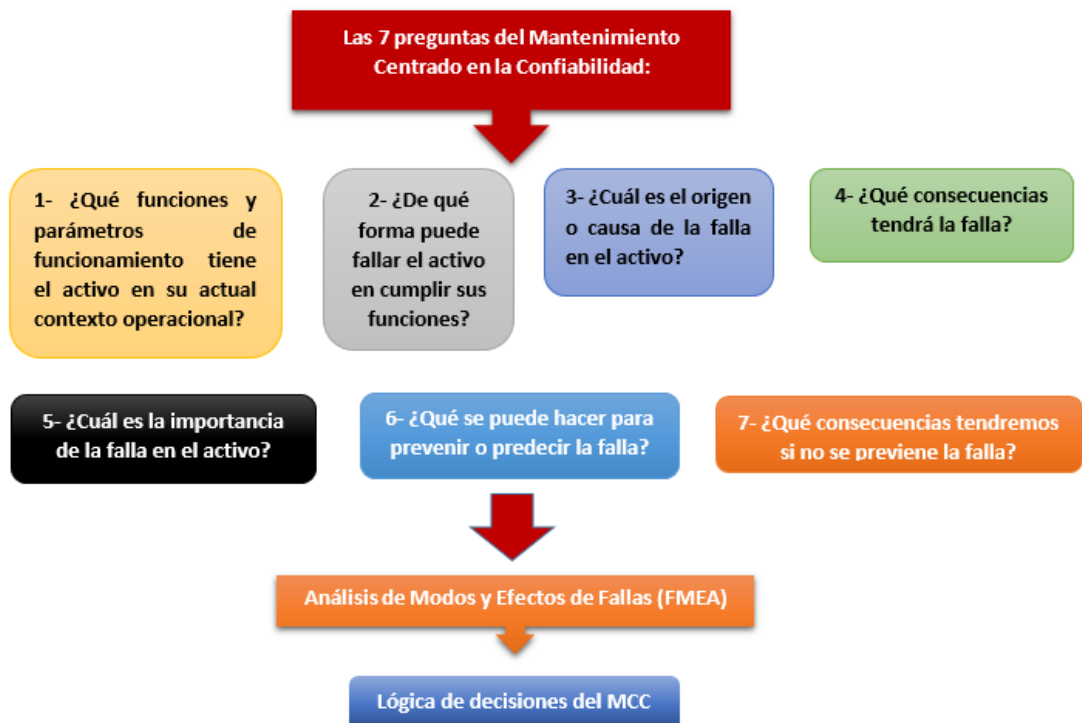 Las 7 preguntas del Mantenimiento
Centrado en la Confiabilidad:
1- ¿Qué funciones y
parámetros de
funcionamiento tiene
el activo en su actual
contexto operacional?
2- ¿De qué
forma puede
fallar el activo
en cumplir sus
funciones?
3- ¿Cuál es el origen
o causa de la falla
en el activo?
4- ¿Qué consecuencias
tendrá la falla?
5- ¿Cuál es la importancia
de la falla en el activo?
6- ¿Qué se puede hacer para
prevenir o predecir la falla?
7- ¿Qué consecuencias tendremos
si no se previene la falla?
Análisis de Modos y Efectos de Fallas (FMEA)
Lógica de decisiones del MCC